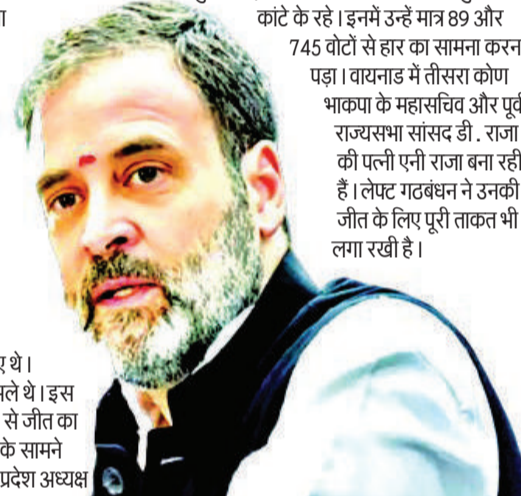 कांटे के रहे । इनमें उन्हें मात्र 89 और
745 वोटों से हार का सामना करन
पड़ा । वायनाड में तीसरा कोण
भाकपा के महासचिव और पूर्व
राज्यसभा सांसद डी . राजा
की पत्नी एनी राजा बना रही
हैं । लेफ्ट गठबंधन ने उनकी
जीत के लिए पूरी ताकत भी
लगा रखी है ।
थे ।
थे । इस
से जीत का
के सामने
प्रदेश अध्यक्ष